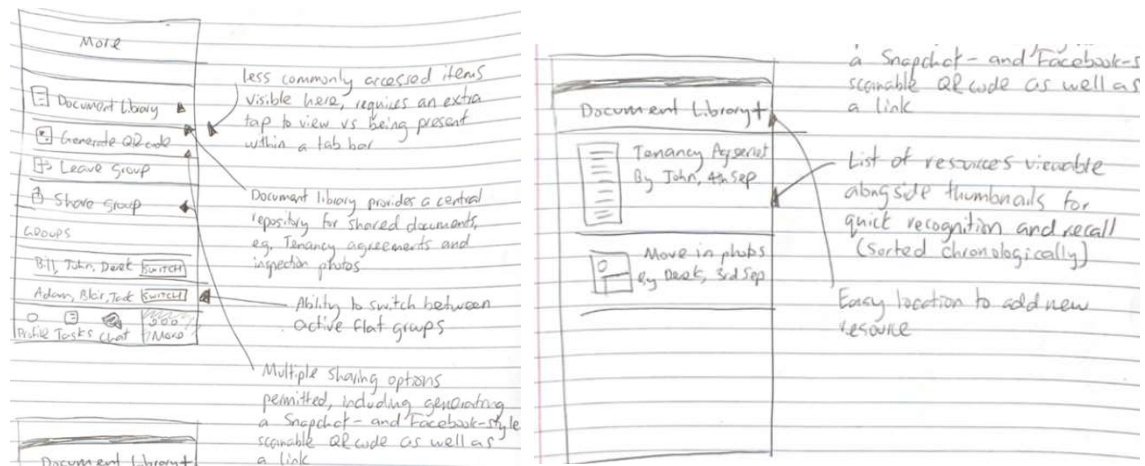 More
Document Library
Generate QR code
Leave Group
Share Group
GROUPS
Bill, John, Derek SWITCH
Adam, Blair, Jack SWITCH
Profile Tasks Chat More
less commonly accessed items
visible here, requires an extra
tap to view vs being present
within a tab bar
Document library provides a central
repository for shared documents,
eg. Tenancy agreements and
inspection photos
Ability to switch between
active flat groups
Multiple sharing options
permitted, including generating
a Snapchat- and Facebook-style
scannable QR code as well as
a link
Document Library+
a Snapchat- and Facebook-s
scannable QR code as well as
a link
Document Library+
Tenancy
By John, 4th Sep
Move in photos
By Derek, 3rd Sep
List of resources viewable
alongside thumbnails for
quick recognition and recall
(Sorted chronologically)
Easy location to add new
resource